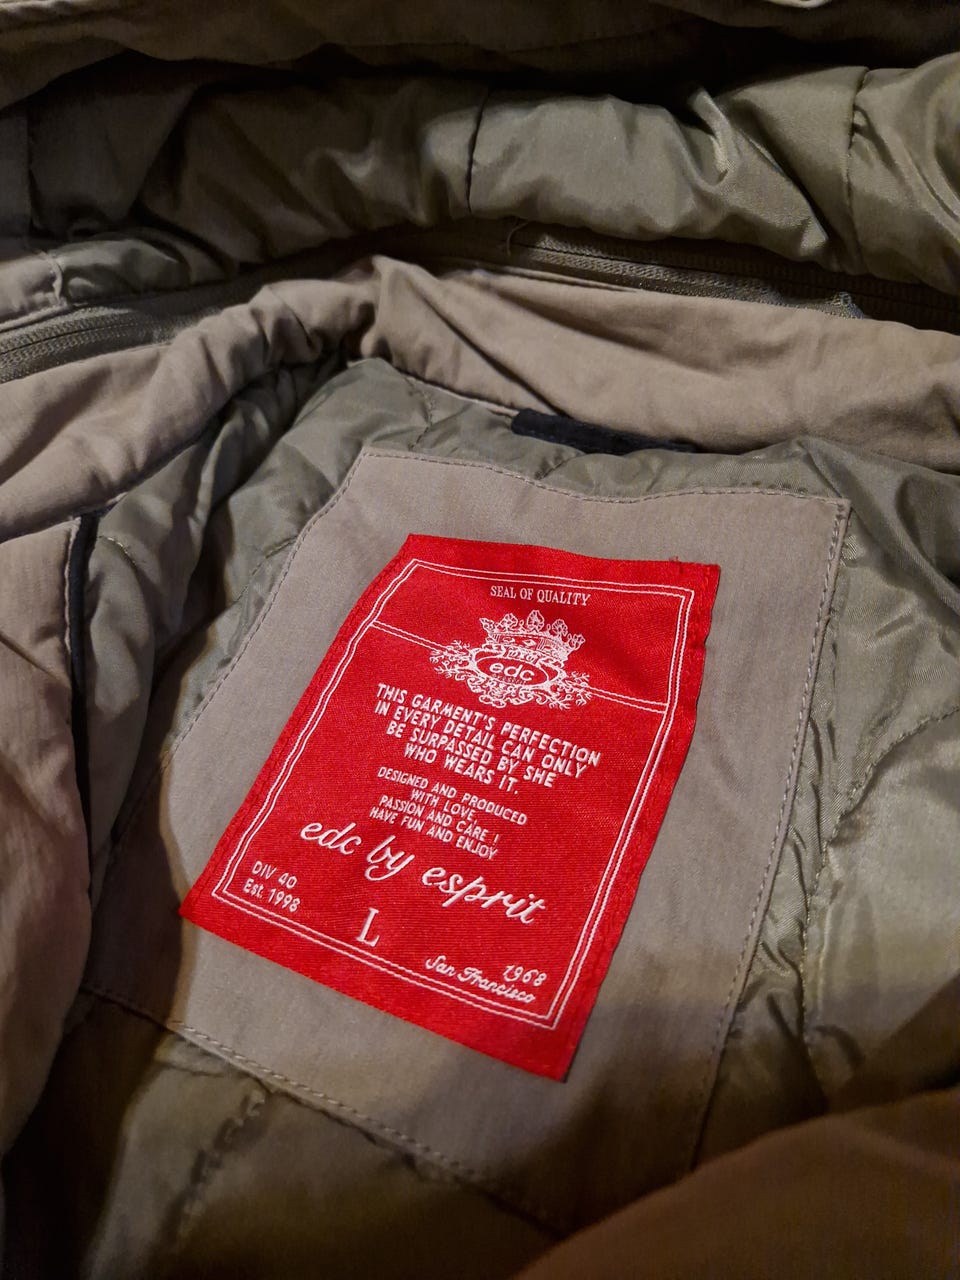 SEAL OF QUALITY
edc
THIS GARMENT'S PERFECTION
IN EVERY DETAIL CAN ONLY
BE SURPASSED BY SHE
WHO WEARS IT.
DESIGNED AND PRODUCED
WITH LOVE,
PASSION AND CARE !
HAVE FUN AND ENJOY
edc by esprit
DIV 40
Est. 1998
L
1968
San Francisco